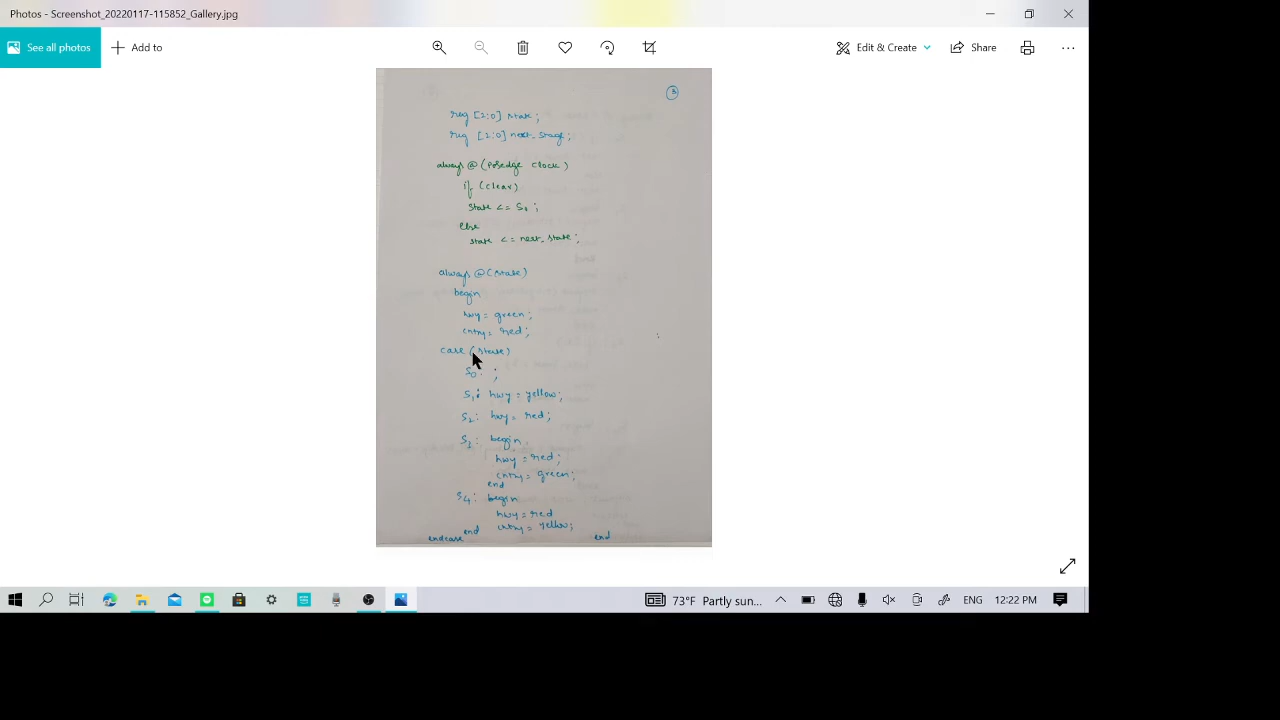 Photos - Screenshot_20220117-115852_Gallery.jpg
See all photos
Add to
Edit & Create
Share
3
reg [2:0] state;
reg [2:0] next_stage;
always @ (Posedge Clock)
if (clear)
state <= S0;
else
state <= next_state;
always @ (state)
begin
hwy = green;
cntry = red;
case (state)
S0: ;
S1: hwy = yellow;
S2: hwy = red;
S3: begin
hwy = red;
cntry = green;
end
S4: begin
hwy = red
cntry = yellow;
end
endcase
end
73°F Partly sun...
ENG
12:22 PM